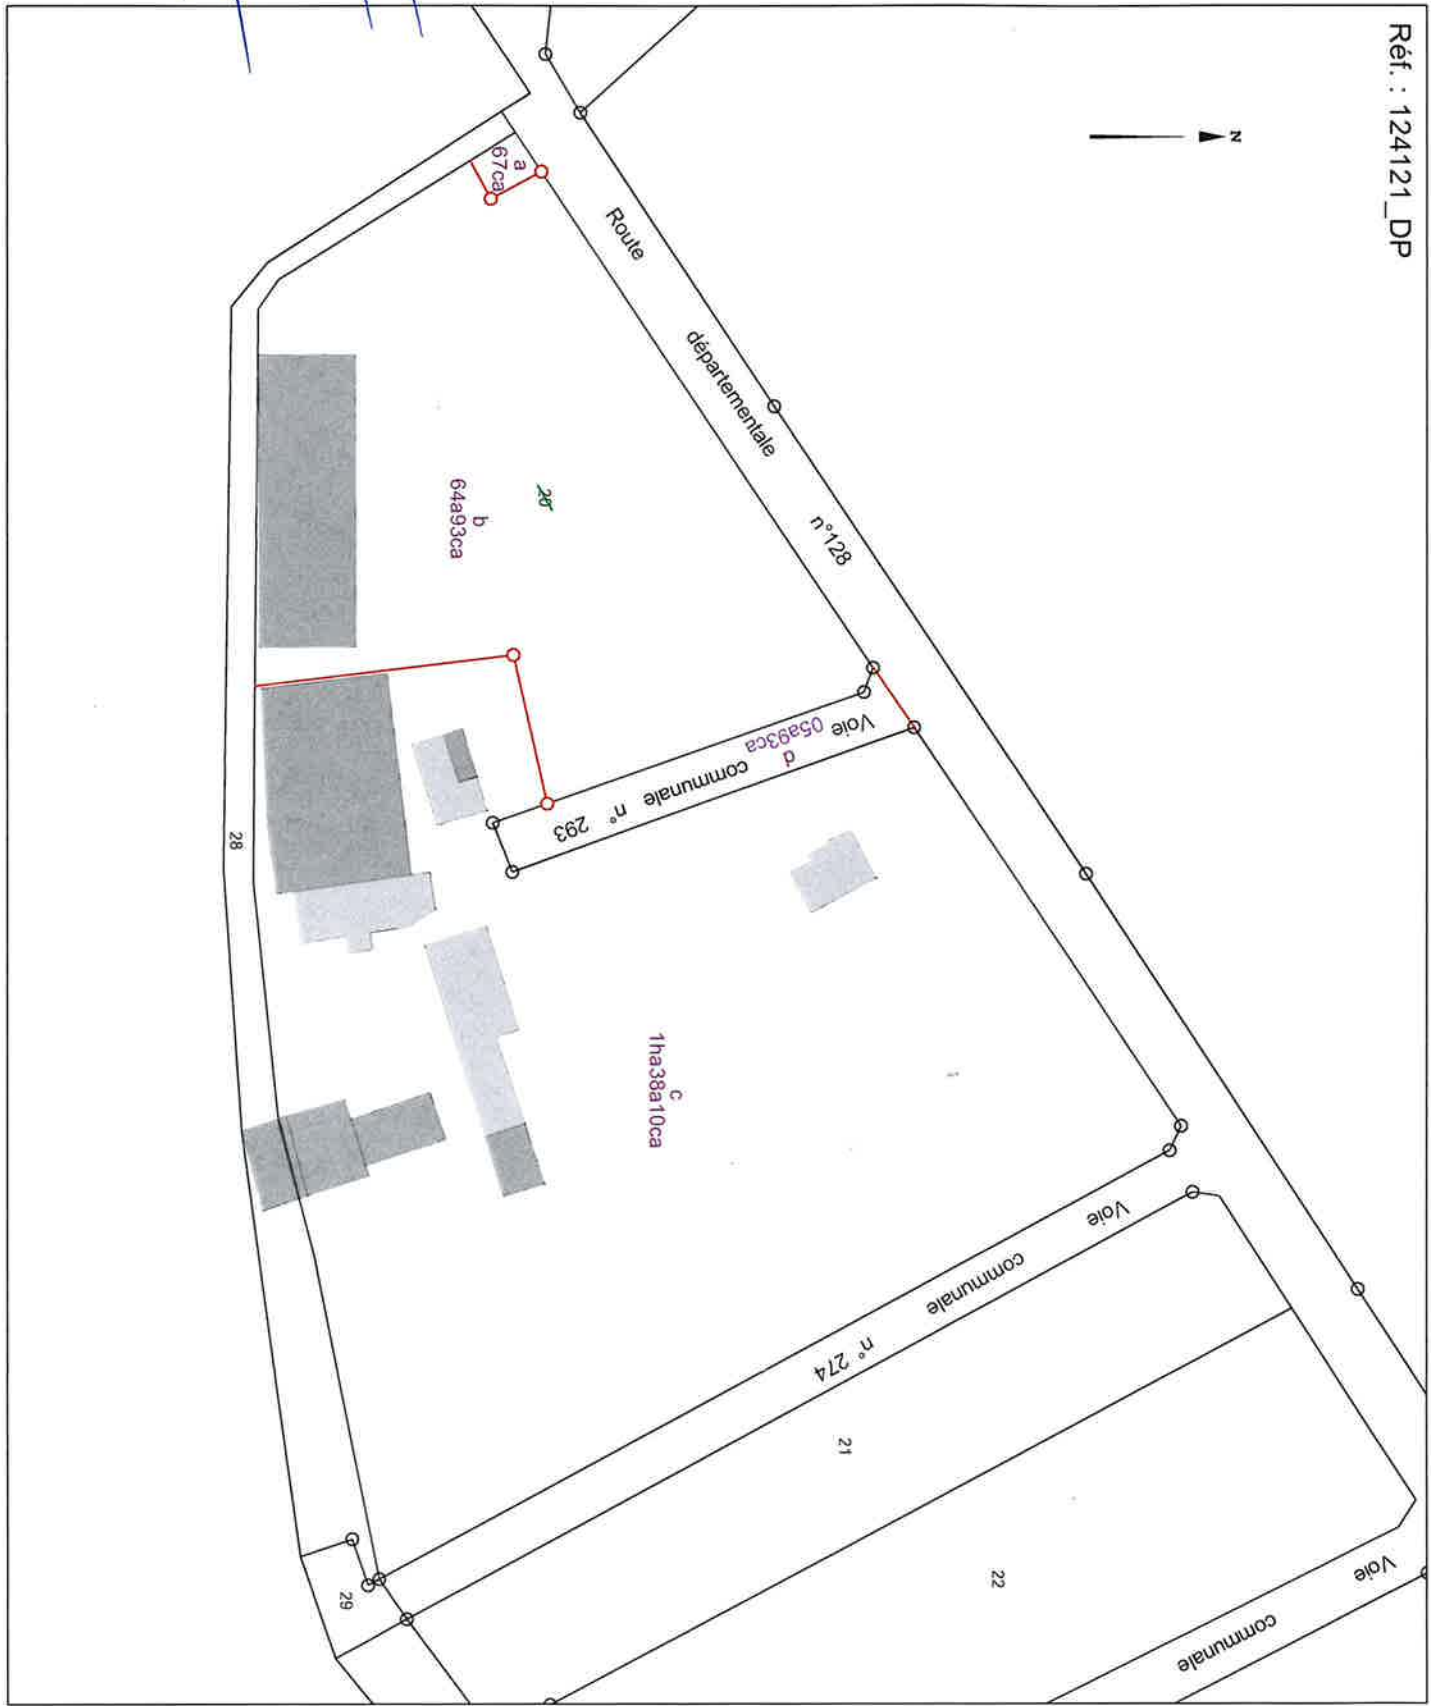 Réf. : 124121_DP
N
Route départementale n°128
a
67ca
20
b
64a93ca
Voie communale n° 293
d
05a93ca
c
1ha38a10ca
28
Voie communale n° 274
21
22
29
Voie communale